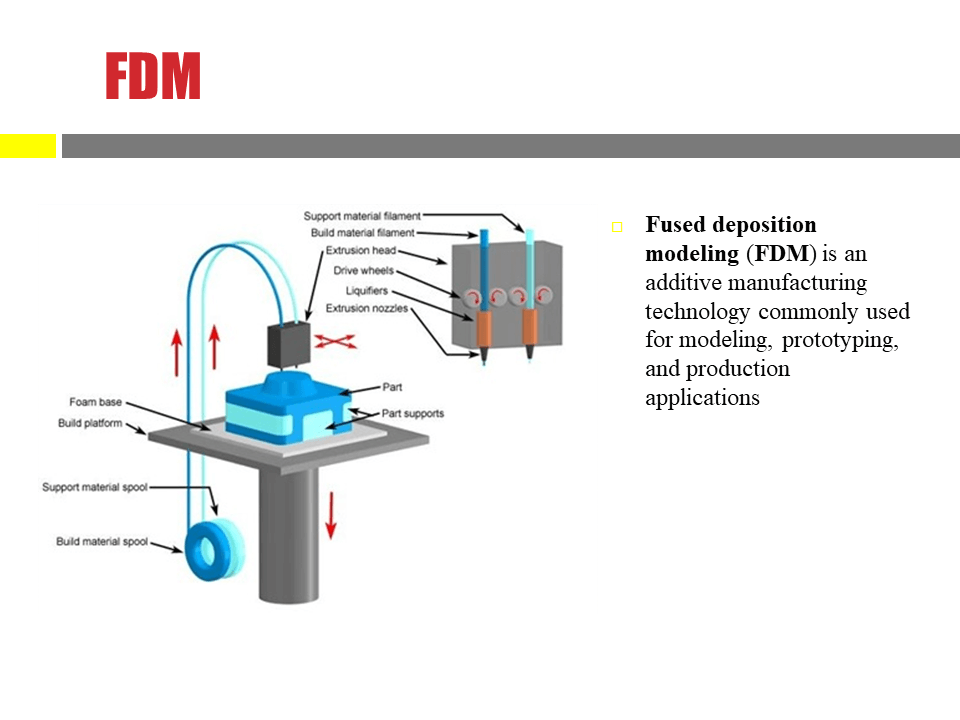 FDM
Support material filament
Build material filament
Extrusion head
Drive wheels
Liquifiers
Extrusion nozzles
Part
Part supports
Foam base
Build platform
Support material spool
Build material spool
Fused deposition
modeling (FDM) is an
additive manufacturing
technology commonly used
for modeling, prototyping,
and production
applications